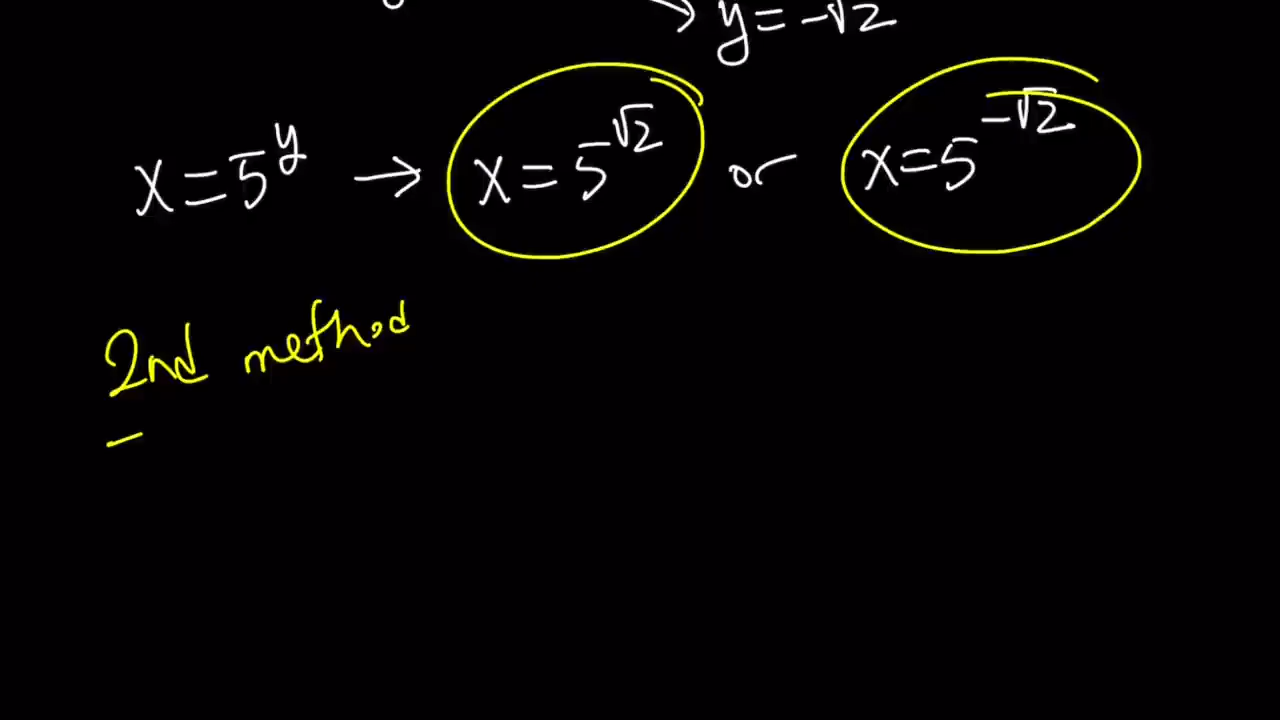 → y = -√2
x = 5^y → x = 5^√2 or x = 5^-√2
2nd method